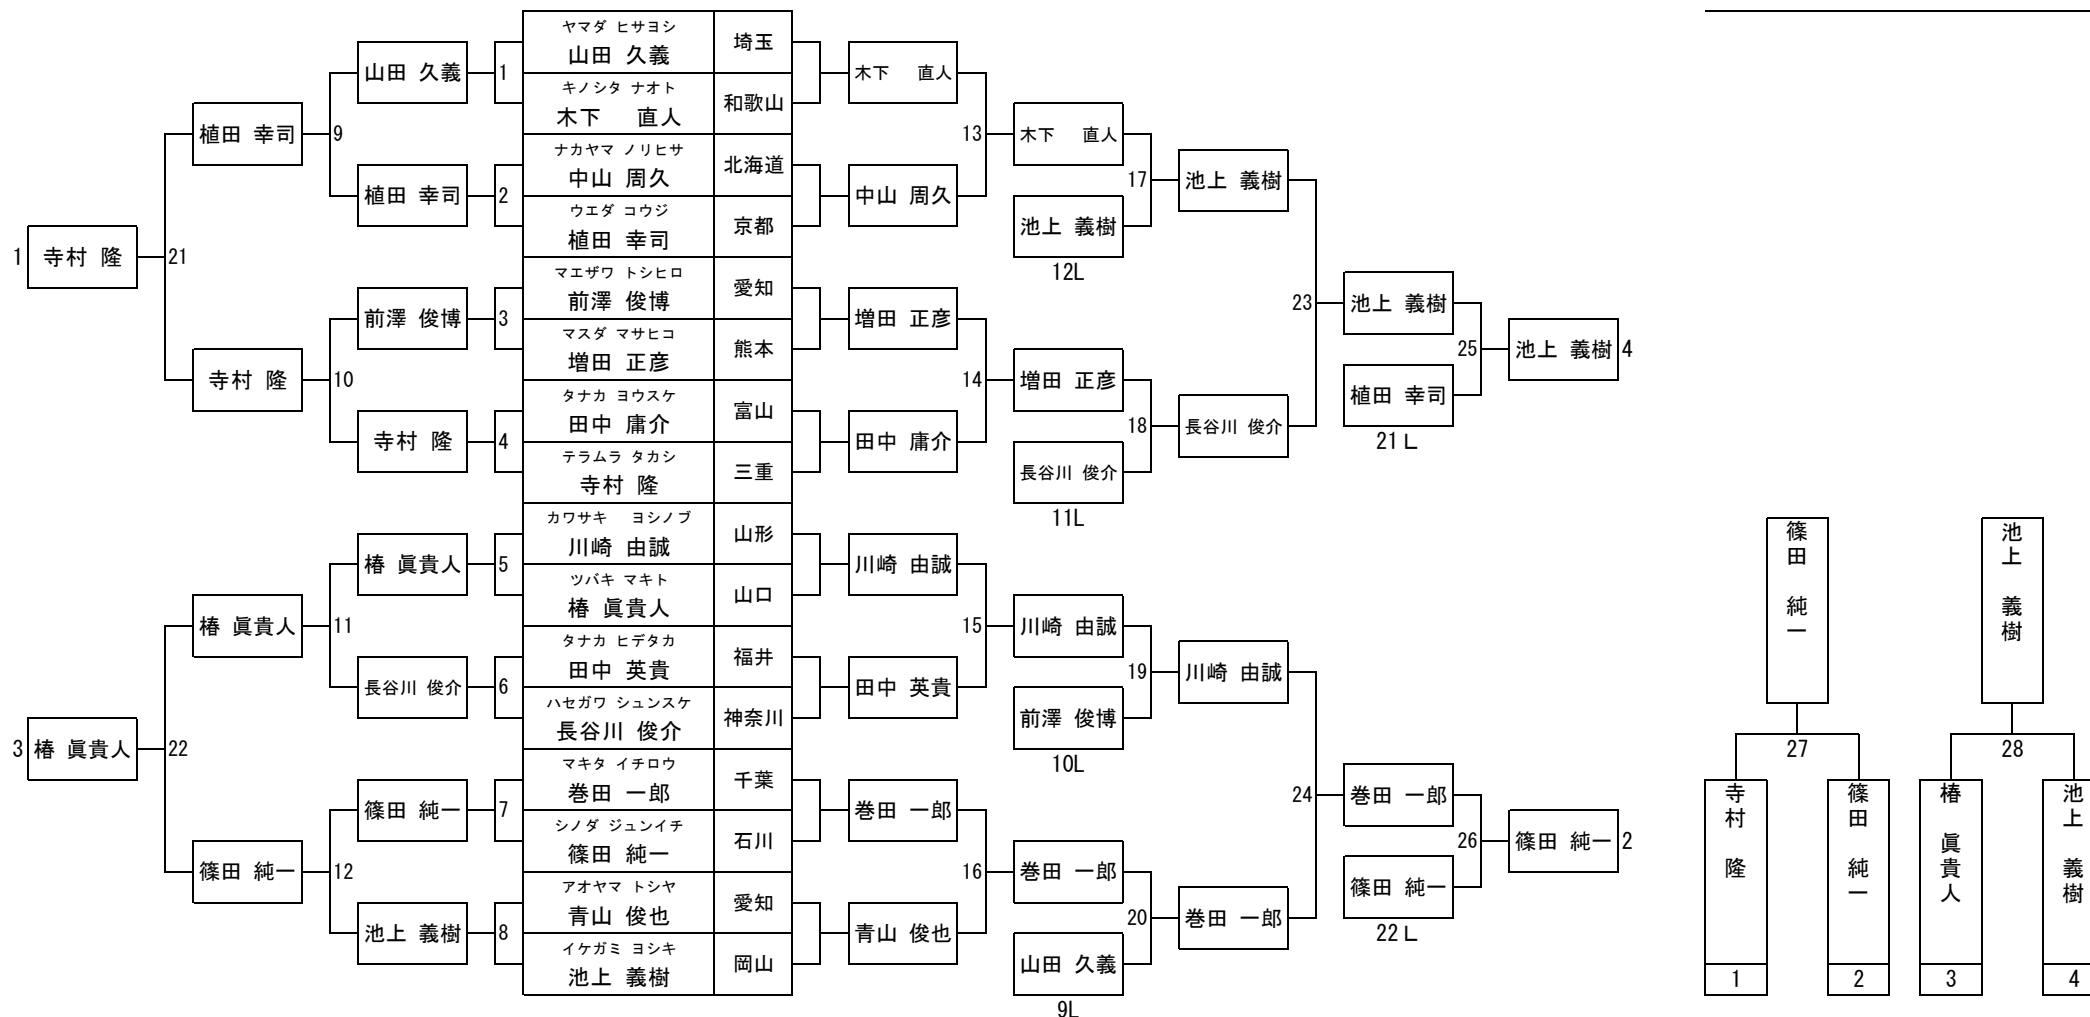 ヤマダ ヒサヨシ
山田 久義
埼玉
キノシタ ナオト
木下 直人
和歌山
ナカヤマ ノリヒサ
中山 周久
北海道
ウエダ コウジ
植田 幸司
京都
マエザワ トシヒロ
前澤 俊博
愛知
マスダ マサヒコ
増田 正彦
熊本
タナカ ヨウスケ
田中 庸介
富山
テラムラ タカシ
寺村 隆
三重
カワサキ ヨシノブ
川崎 由誠
山形
ツバキ マキト
椿 眞貴人
山口
タナカ ヒデタカ
田中 英貴
福井
ハセガワ シュンスケ
長谷川 俊介
神奈川
マキタ イチロウ
巻田 一郎
千葉
シノダ ジュンイチ
篠田 純一
石川
アオヤマ トシヤ
青山 俊也
愛知
イケガミ ヨシキ
池上 義樹
岡山
山田 久義
1
植田 幸司
2
前澤 俊博
3
寺村 隆
4
椿 眞貴人
5
長谷川 俊介
6
篠田 純一
7
池上 義樹
8
植田 幸司
9
寺村 隆
10
椿 眞貴人
11
篠田 純一
12
1
寺村 隆
21
3
椿 眞貴人
22
木下 直人
中山 周久
13
増田 正彦
田中 庸介
14
川崎 由誠
田中 英貴
15
巻田 一郎
青山 俊也
16
木下 直人
17
池上 義樹
12L
増田 正彦
18
長谷川 俊介
11L
川崎 由誠
19
前澤 俊博
10L
巻田 一郎
20
山田 久義
9L
池上 義樹
23
長谷川 俊介
川崎 由誠
24
巻田 一郎
池上 義樹
25
植田 幸司
21 L
巻田 一郎
26
篠田 純一
22 L
池上 義樹
4
篠田 純一
2
篠田 純一
27
寺村 隆
1
篠田 純一
2
池上 義樹
28
椿 眞貴人
3
池上 義樹
4